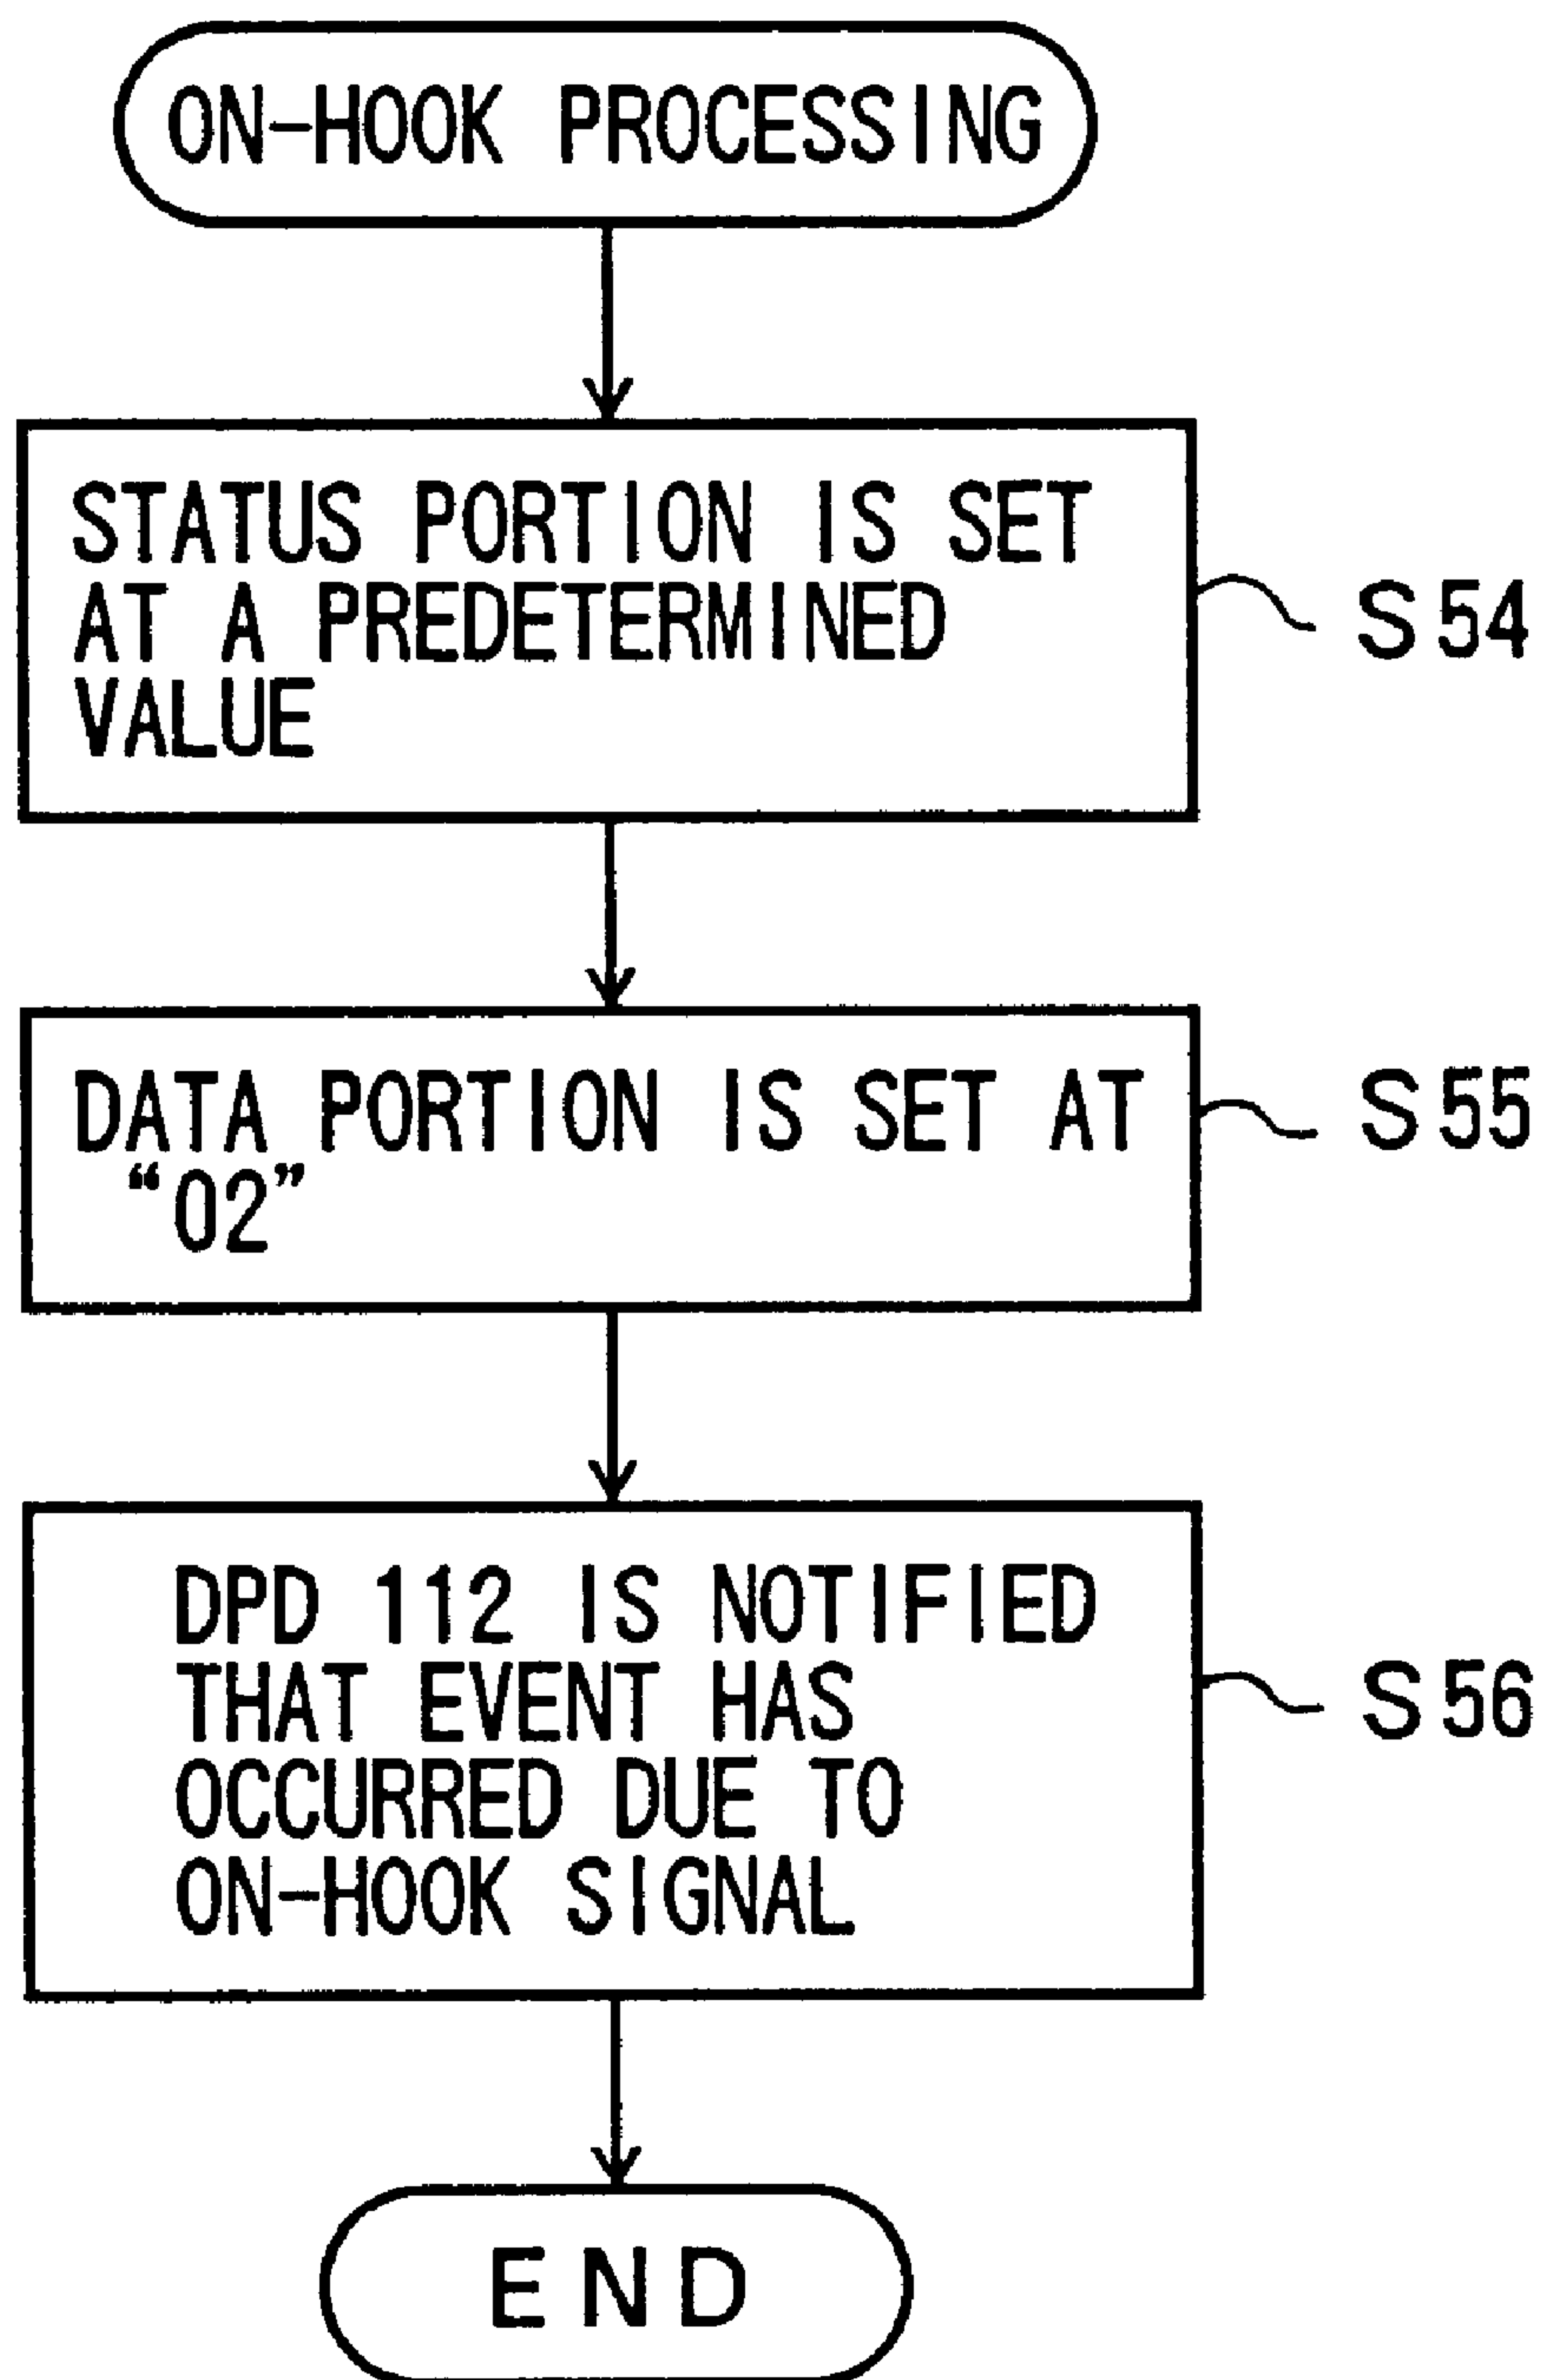 ON-HOOK PROCESSING
STATUS PORTION IS SET
AT A PREDETERMINED
VALUE
S54
DATA PORTION IS SET AT
“02”
S55
DPD 112 IS NOTIFIED
THAT EVENT HAS
OCCURRED DUE TO
ON-HOOK SIGNAL
S56
END